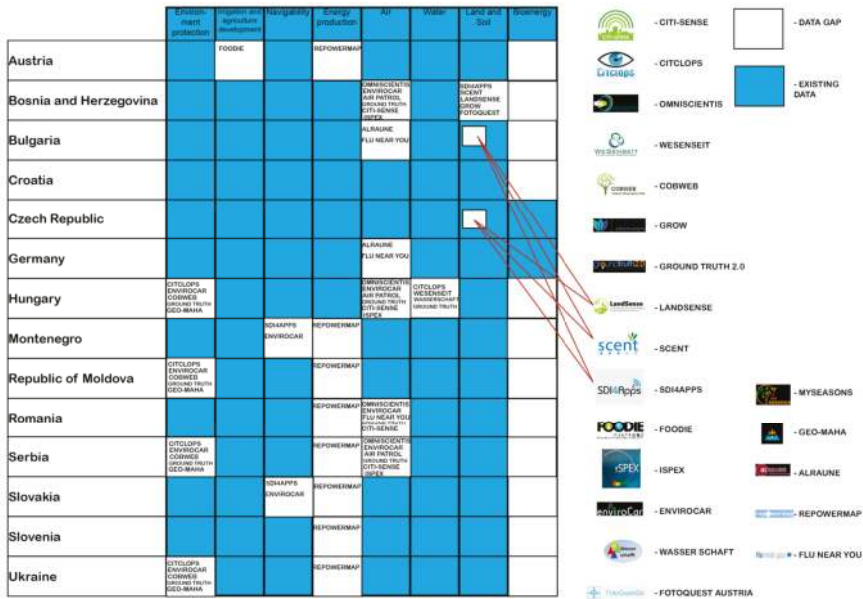 Environ-
ment
protection
Irrigation and
agriculture
development
Navigability
Energy
production
Air
Water
Land and
Soil
Bioenergy
Austria
FOODIE
REPOWERMAP
Bosnia and Herzegovina
OMNISCIENTIS
ENVIROCAR
AIR PATROL
GROUND TRUTH
CITI-SENSE
ISPEX
SDI4APPS
SCENT
LANDSENSE
GROW
FOTOQUEST
Bulgaria
ALRAUNE
FLU NEAR YOU
Croatia
Czech Republic
Germany
ALRAUNE
FLU NEAR YOU
Hungary
CITCLOPS
ENVIROCAR
COBWEB
GROUND TRUTH
GEO-MAHA
OMNISCIENTIS
ENVIROCAR
AIR PATROL
GROUND TRUTH
CITI-SENSE
ISPEX
CITCLOPS
WESENSEIT
WASSERSCHAFT
GROUND TRUTH
Montenegro
SDI4APPS
ENVIROCAR
REPOWERMAP
Republic of Moldova
CITCLOPS
ENVIROCAR
COBWEB
GROUND TRUTH
GEO-MAHA
REPOWERMAP
Romania
REPOWERMAP
OMNISCIENTIS
ENVIROCAR
FLU NEAR YOU
CITI-SENSE
Serbia
CITCLOPS
ENVIROCAR
COBWEB
GROUND TRUTH
GEO-MAHA
REPOWERMAP
OMNISCIENTIS
ENVIROCAR
AIR PATROL
GROUND TRUTH
CITI-SENSE
ISPEX
Slovakia
SDI4APPS
ENVIROCAR
REPOWERMAP
Slovenia
REPOWERMAP
Ukraine
CITCLOPS
ENVIROCAR
COBWEB
GROUND TRUTH
GEO-MAHA
REPOWERMAP
- CITI-SENSE
Citclops
- CITCLOPS
- OMNISCIENTIS
- WESENSEIT
COBWEB
- COBWEB
- GROW
- GROUND TRUTH 2.0
LandSense
- LANDSENSE
scent
- SCENT
SDI4Apps
- SDI4APPS
FOODIE
- FOODIE
iSPEX
- ISPEX
enviroCar
- ENVIROCAR
- WASSER SCHAFT
- FOTOQUEST AUSTRIA
- DATA GAP
- EXISTING
DATA
- MYSEASONS
- GEO-MAHA
- ALRAUNE
- REPOWERMAP
- FLU NEAR YOU